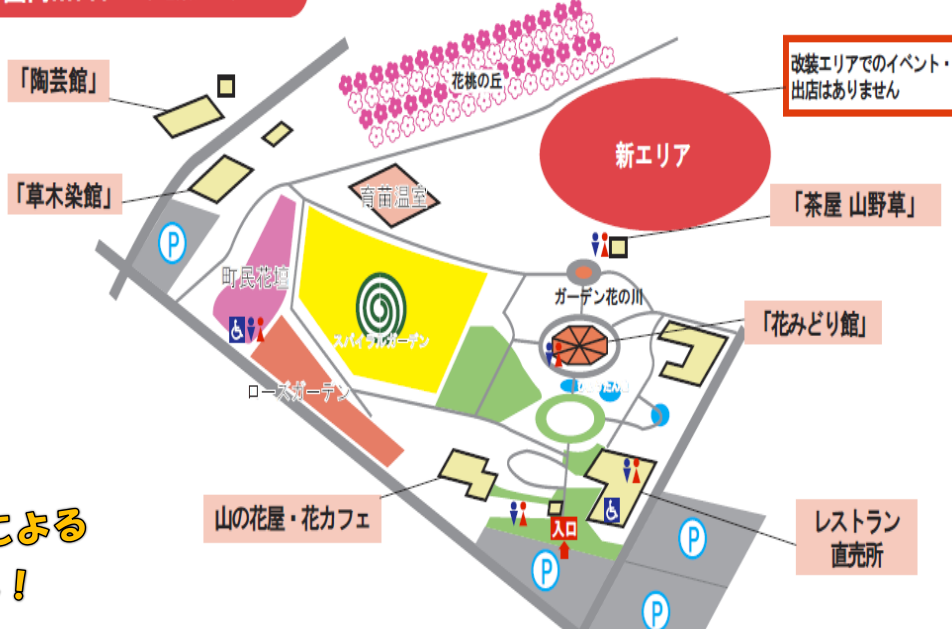 「陶芸館」
花桃の丘
改装エリアでのイベント・
出店はありません
新エリア
「草木染館」
育苗温室
「茶屋 山野草」
P
町民花壇
ガーデン花の川
「花みどり館」
スパイラルガーデン
ローズガーデン
山の花屋・花カフェ
入口
レストラン
直売所
P
P
P
による
!